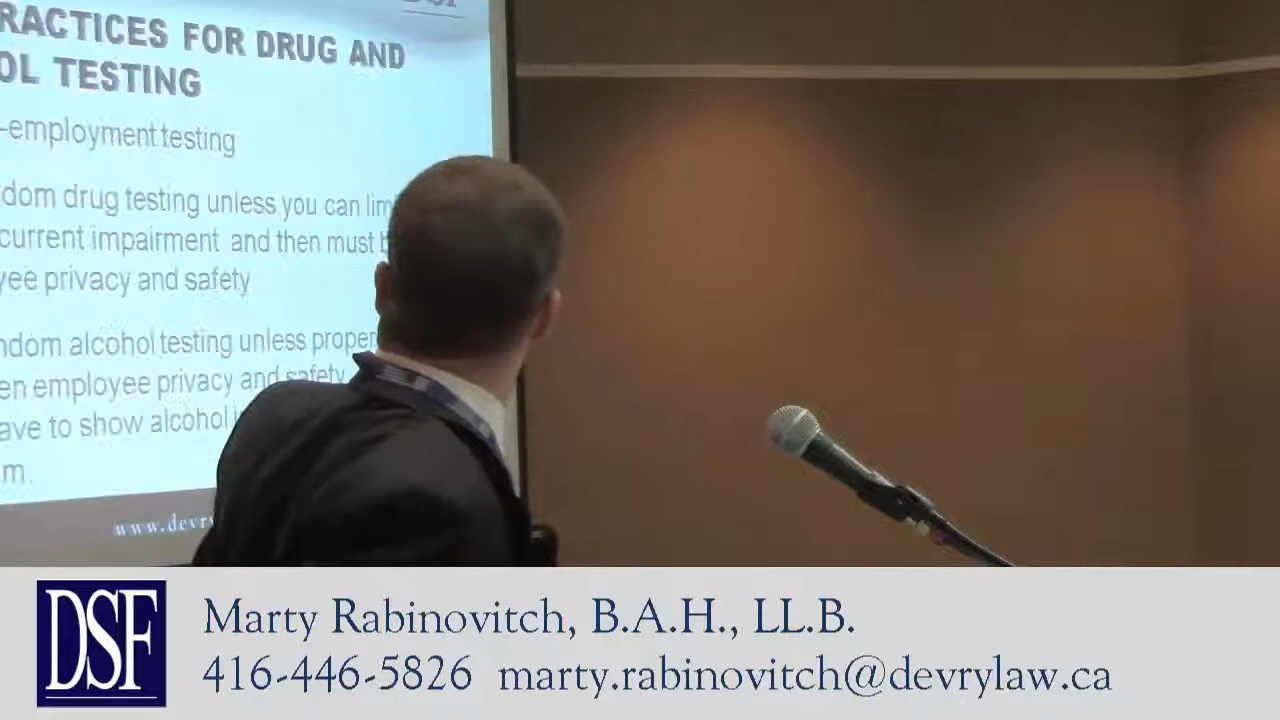 RACTICES FOR DRUG AND
OL TESTING
-employment testing
dom drug testing unless you can lim
current impairment and then must b
yee privacy and safety
ndom alcohol testing unless proper
en employee privacy and safety
ave to show alcohol
m.
www.devry
DSF
Marty Rabinovitch, B.A.H., LL.B.
416-446-5826 marty.rabinovitch@devrylaw.ca